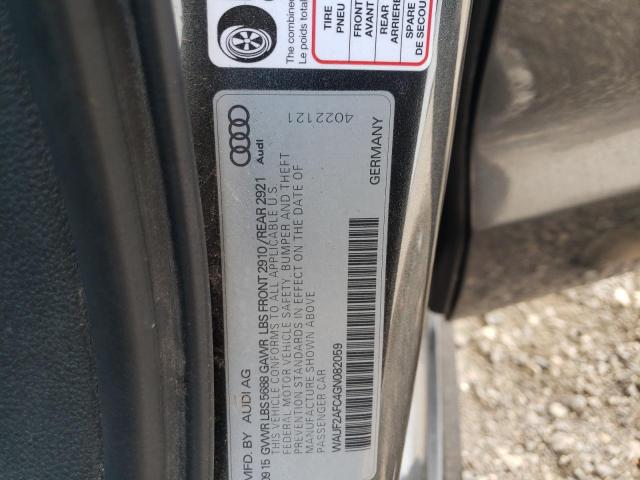 The combined
Le poids total
TIRE
PNEU
FRONT
AVANT
REAR
ARRIERE
SPARE
DE SECOU
Audi
4022121
MFD. BY AUDI AG
09 15 GVWR LBS 5688 GAWR LBS FRONT 2910 / REAR 2921
THIS VEHICLE CONFORMS TO ALL APPLICABLE U.S.
FEDERAL MOTOR VEHICLE SAFETY, BUMPER AND THEFT
PREVENTION STANDARDS IN EFFECT ON THE DATE OF
MANUFACTURE SHOWN ABOVE
PASSENGER CAR
WAUF2AFC4GN082059
GERMANY